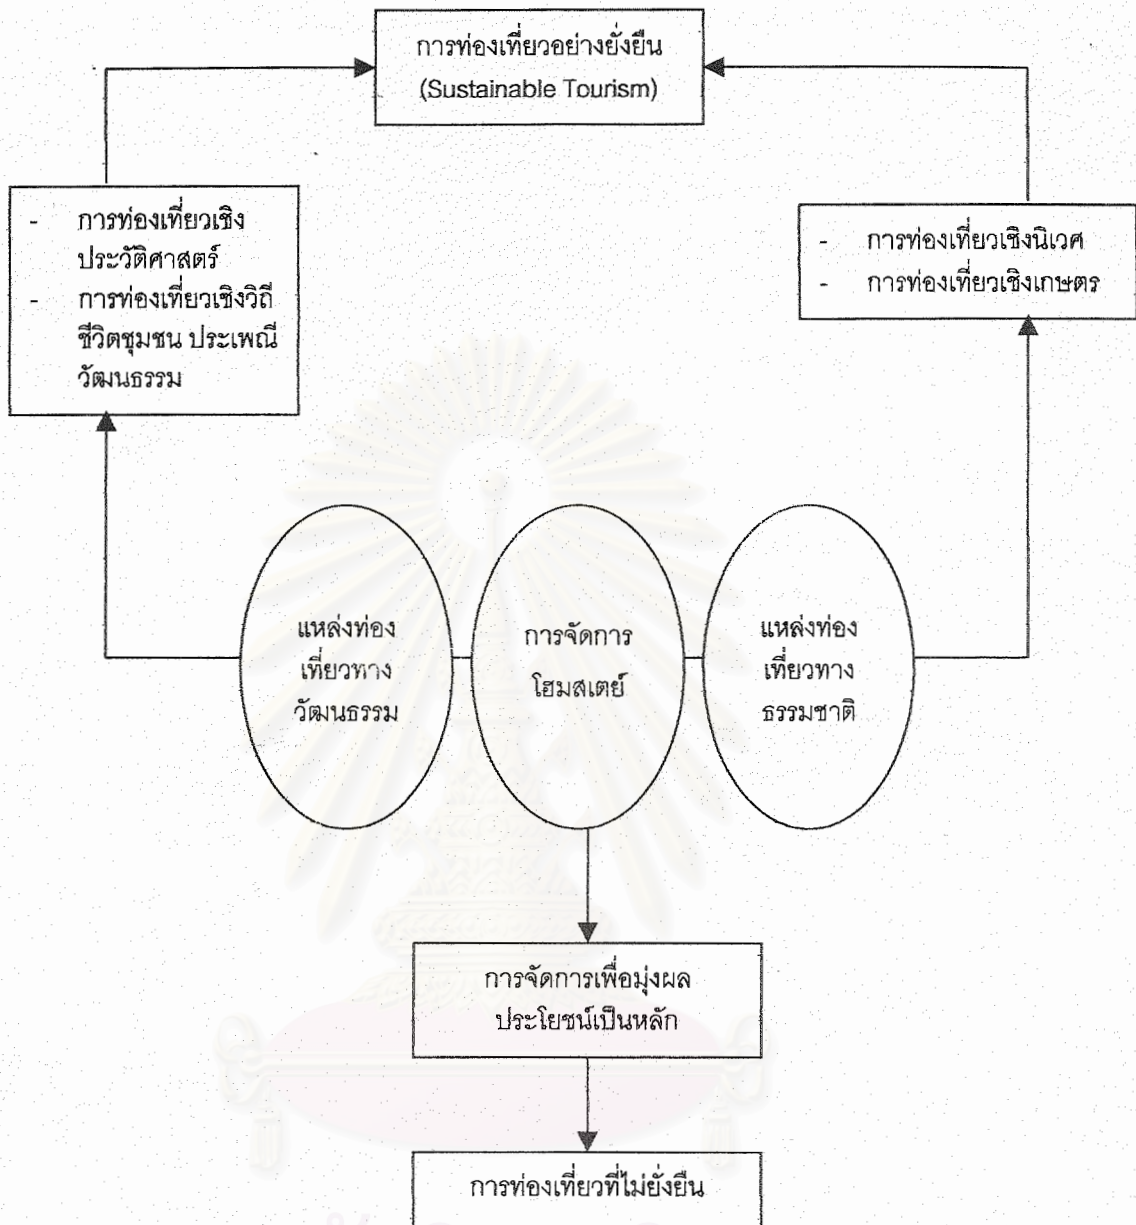 การท่องเที่ยวอย่างยั่งยืน
(Sustainable Tourism)
- การท่องเที่ยวเชิง
ประวัติศาสตร์
- การท่องเที่ยวเชิงวิถี
ชีวิตชุมชน ประเพณี
วัฒนธรรม
- การท่องเที่ยวเชิงนิเวศ
- การท่องเที่ยวเชิงเกษตร
แหล่งท่อง
เที่ยวทาง
วัฒนธรรม
การจัดการ
โฮมสเตย์
แหล่งท่อง
เที่ยวทาง
ธรรมชาติ
การจัดการเพื่อมุ่งผล
ประโยชน์เป็นหลัก
การท่องเที่ยวที่ไม่ยั่งยืน